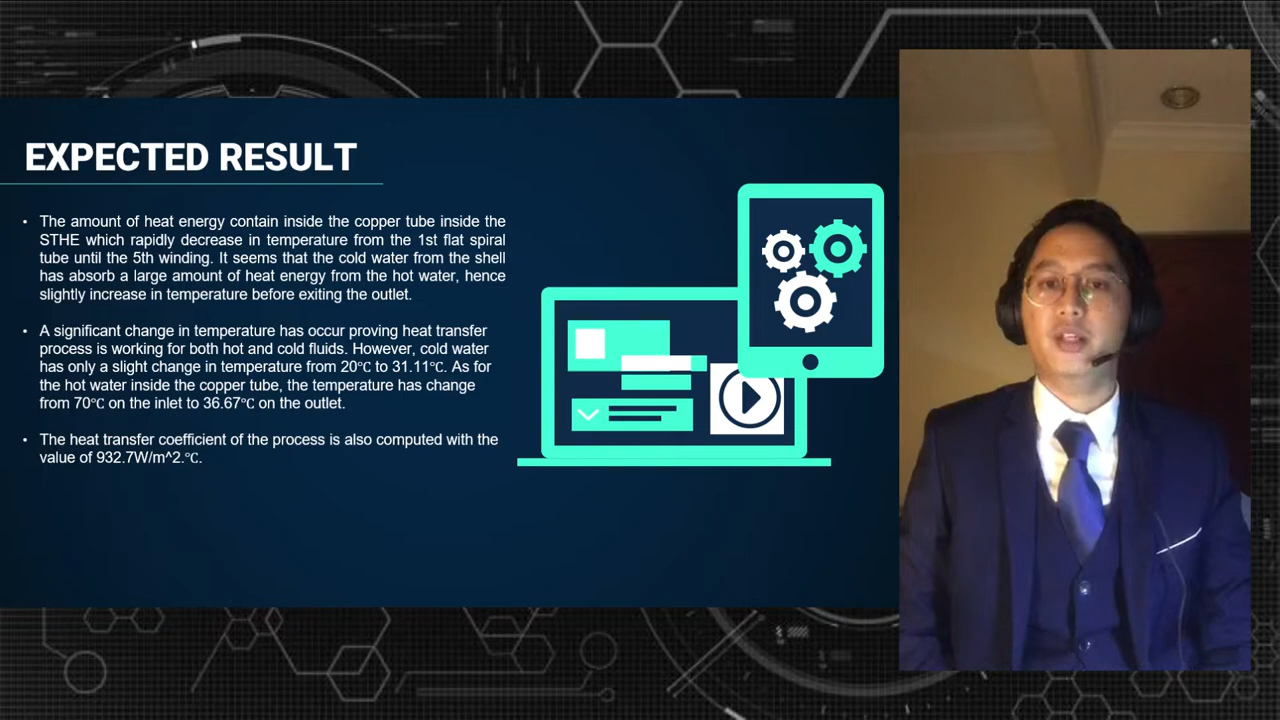 EXPECTED RESULT
• The amount of heat energy contain inside the copper tube inside the
STHE which rapidly decrease in temperature from the 1st flat spiral
tube until the 5th winding. It seems that the cold water from the shell
has absorb a large amount of heat energy from the hot water, hence
slightly increase in temperature before exiting the outlet.
• A significant change in temperature has occur proving heat transfer
process is working for both hot and cold fluids. However, cold water
has only a slight change in temperature from 20℃ to 31.11℃. As for
the hot water inside the copper tube, the temperature has change
from 70℃ on the inlet to 36.67℃ on the outlet.
• The heat transfer coefficient of the process is also computed with the
value of 932.7W/m^2.℃.